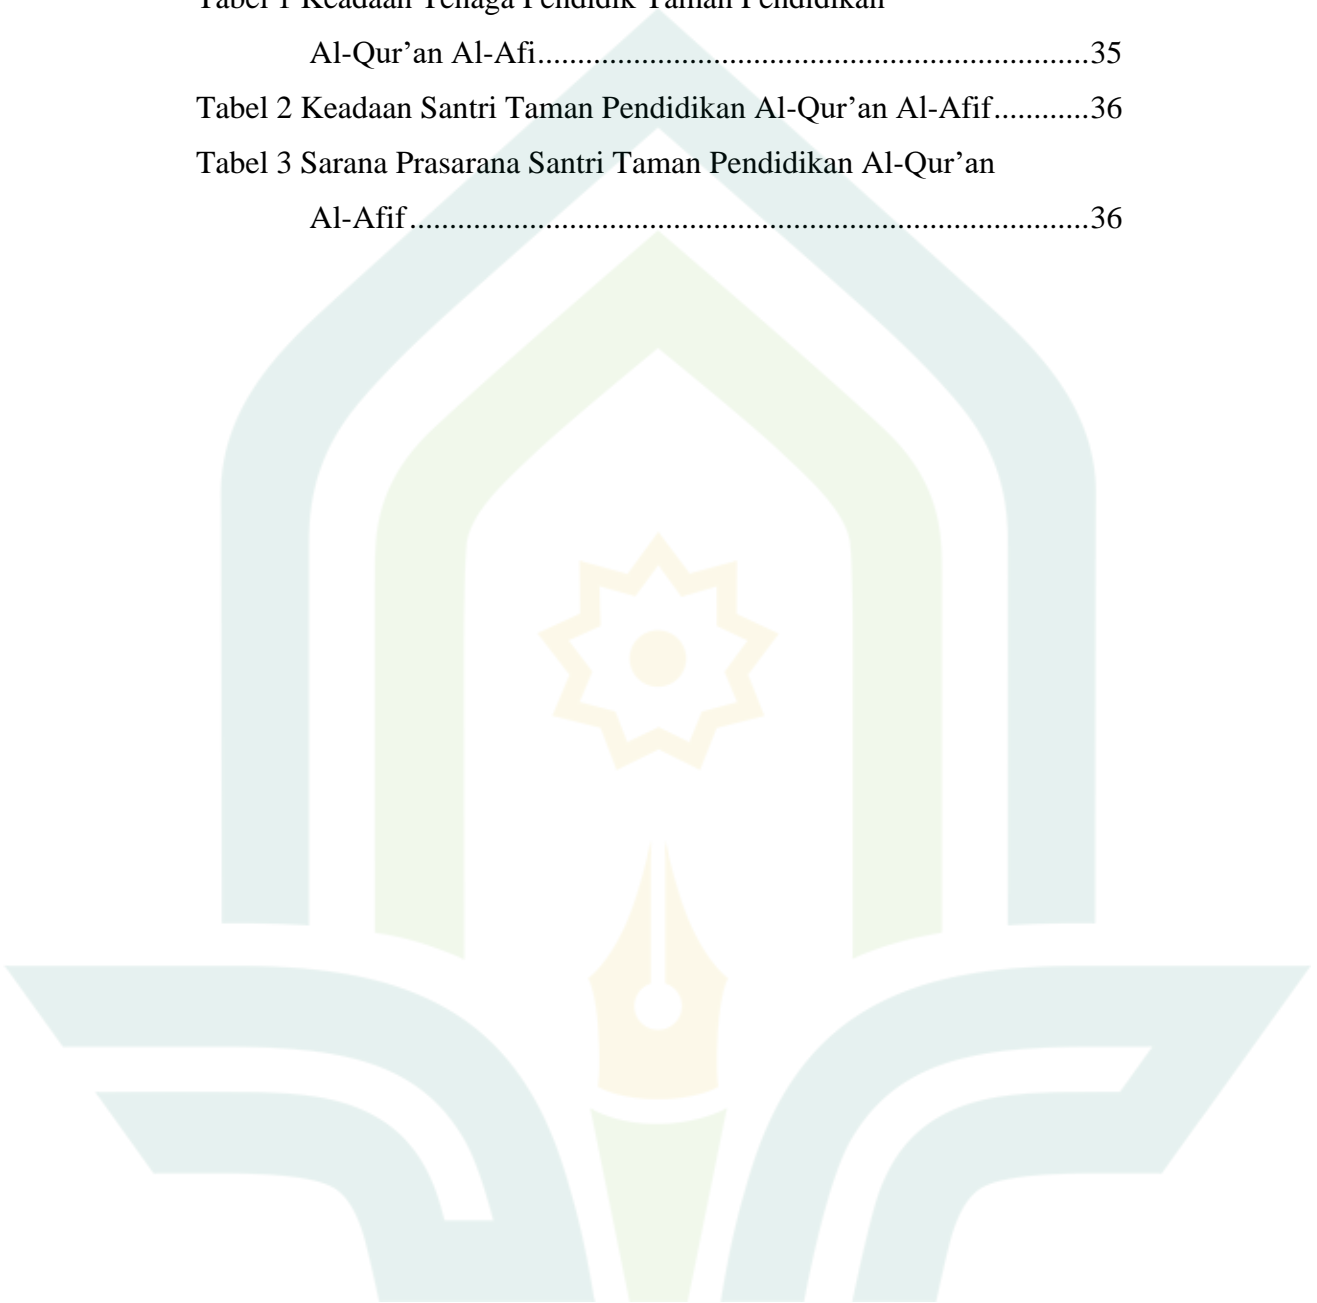 Tabel 1 Keadaan Tenaga Pendidik Taman Pendidikan
Al-Qur’an Al-Afi....................................................................35
Tabel 2 Keadaan Santri Taman Pendidikan Al-Qur’an Al-Afif............36
Tabel 3 Sarana Prasarana Santri Taman Pendidikan Al-Qur’an
Al-Afif....................................................................................36